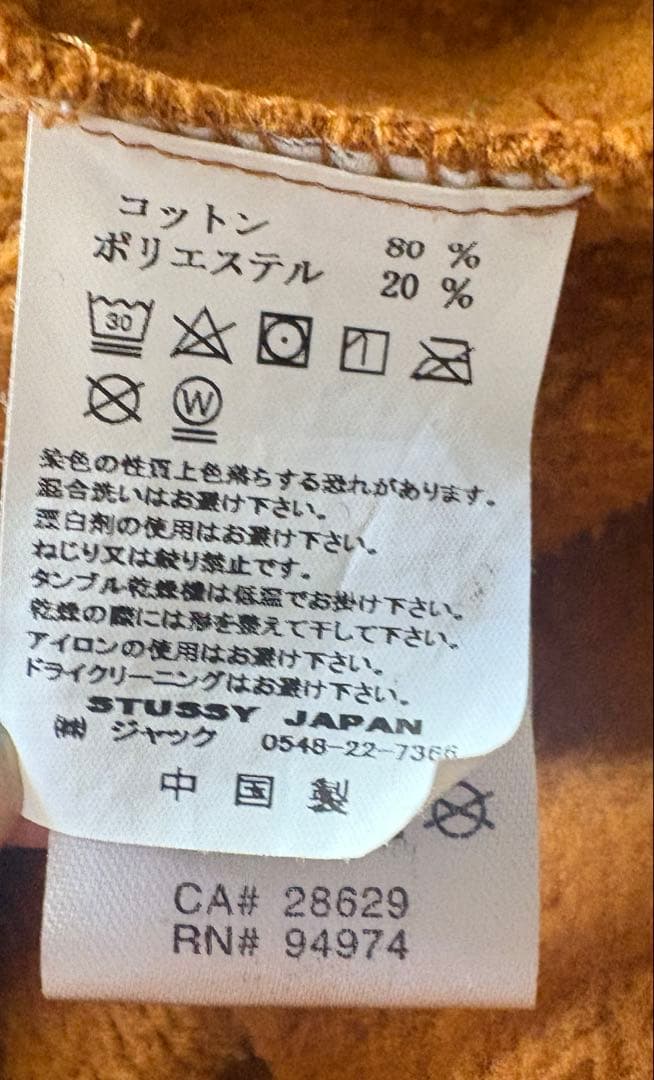 コットン 80 %
ポリエステル 20 %
30
W
染色の性質上色落ちする恐れがあります。
混合洗いはお避け下さい。
漂白剤の使用はお避け下さい。
ねじり又は絞り禁止です。
タンブル乾燥機は低温でお掛け下さい。
乾燥の際には形を整えて干して下さい。
アイロンの使用はお避け下さい。
ドライクリーニングはお避け下さい。
STUSSY JAPAN
㈱ ジャック 0548-22-7366
中国製
CA# 28629
RN# 94974